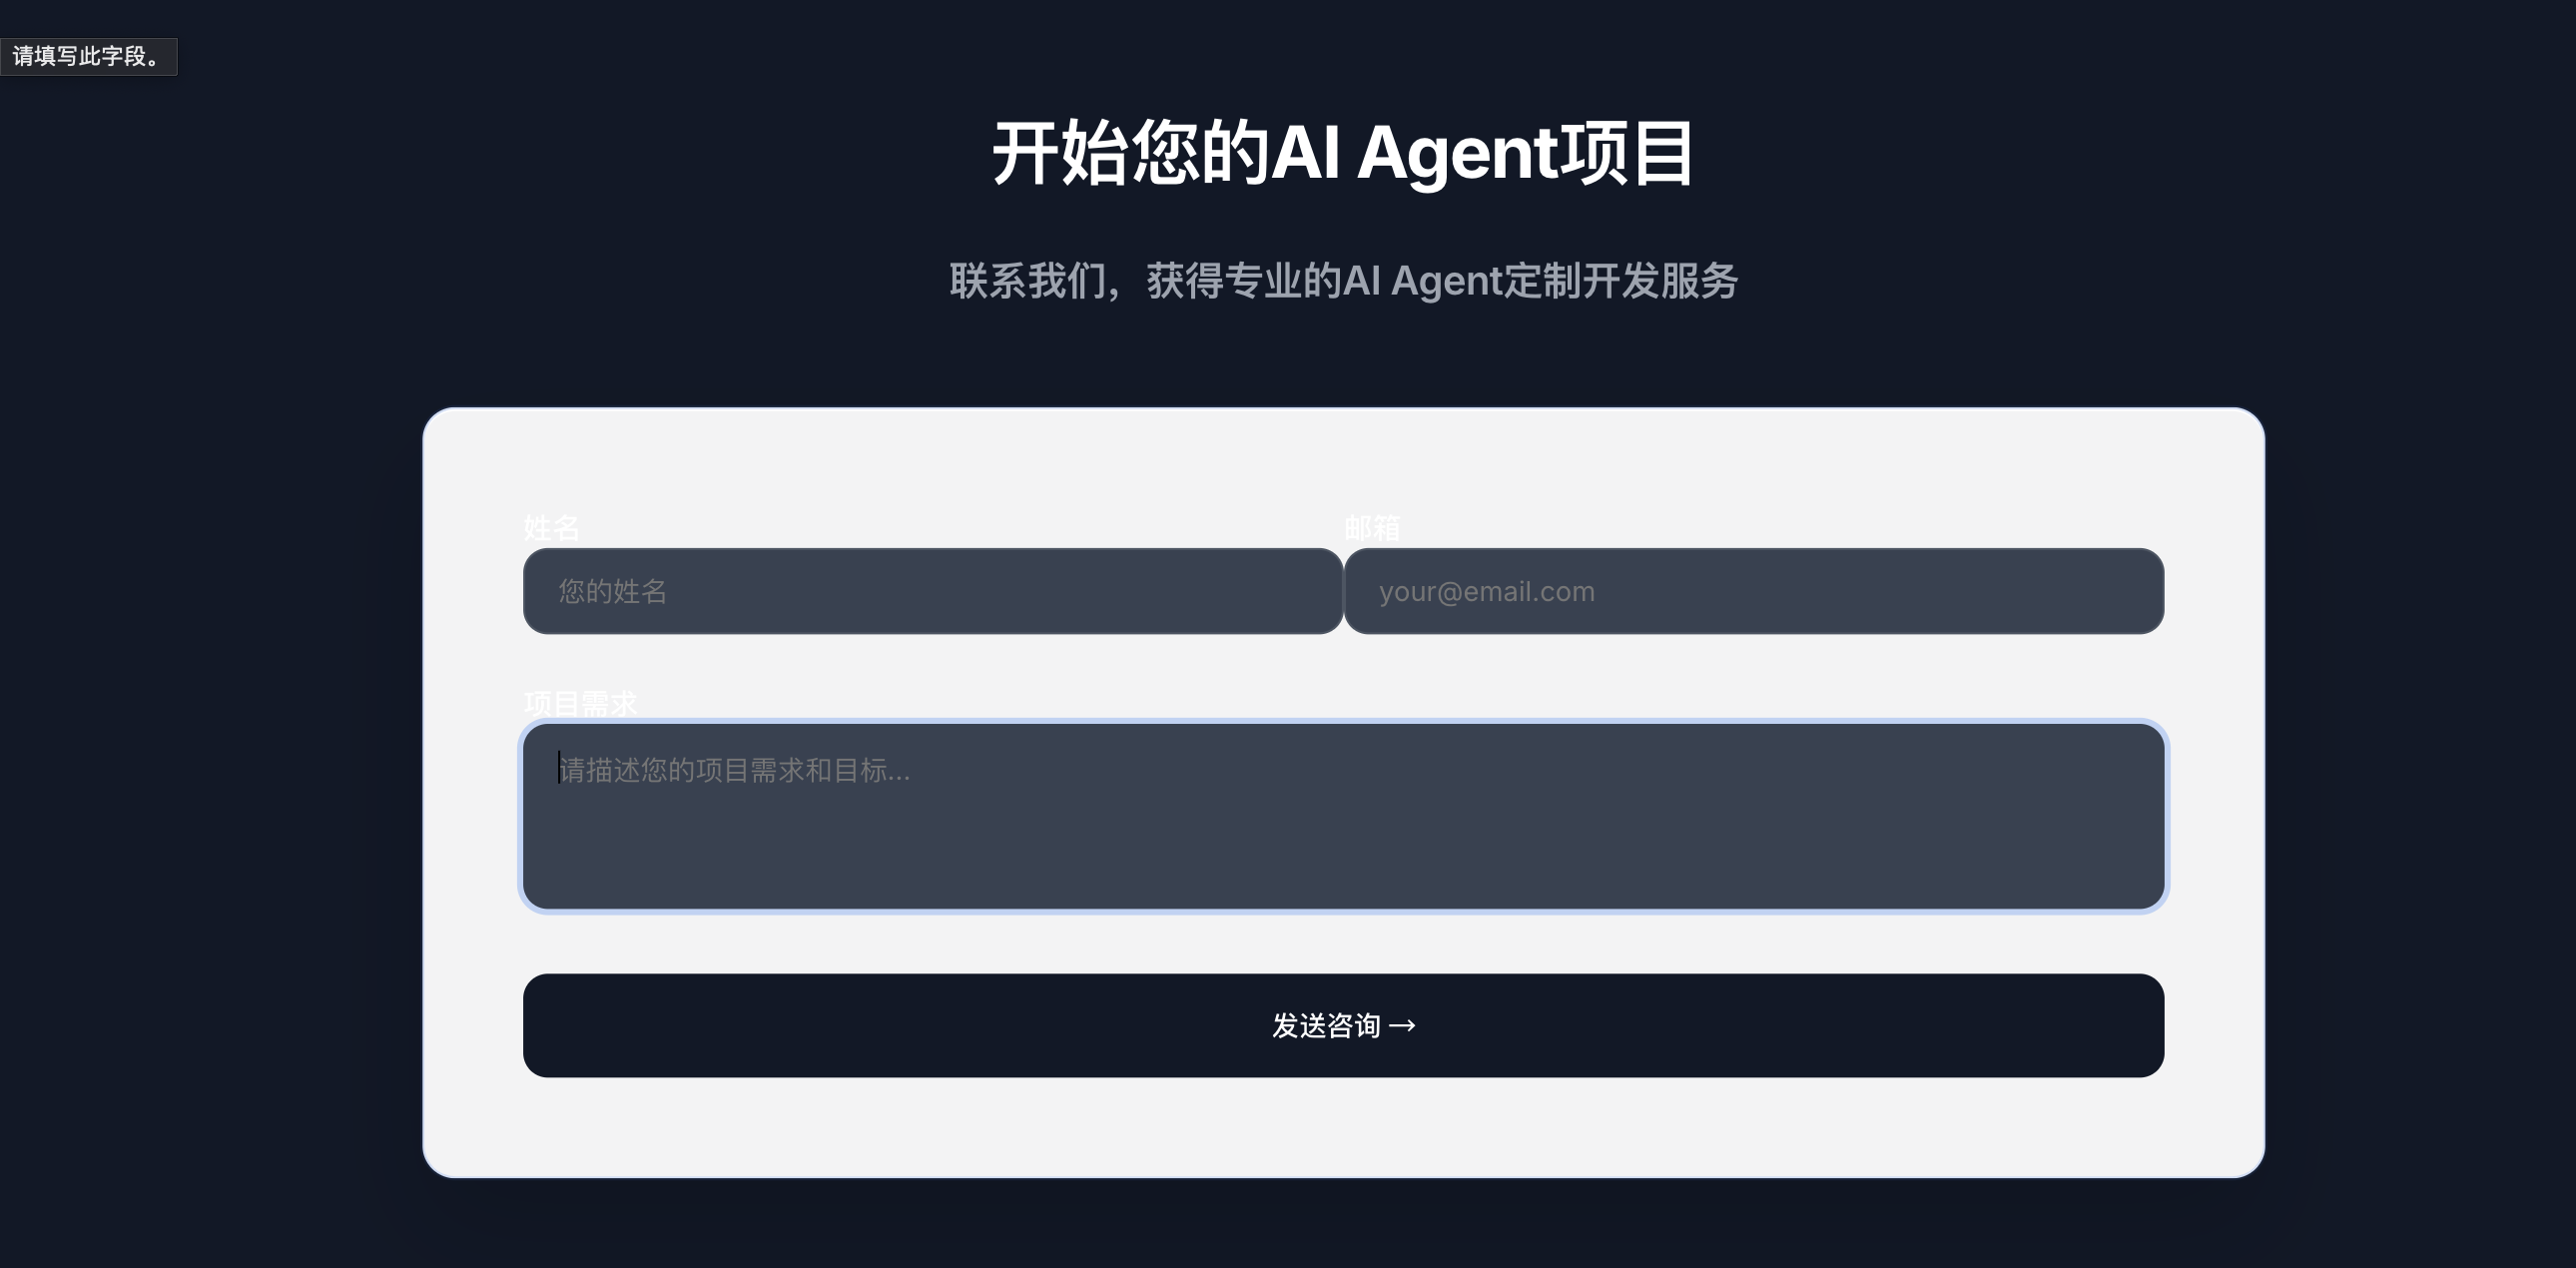 请填写此字段。
开始您的AI Agent项目
联系我们，获得专业的AI Agent定制开发服务
姓名
邮箱
您的姓名
your@email.com
项目需求
请描述您的项目需求和目标...
发送咨询 →